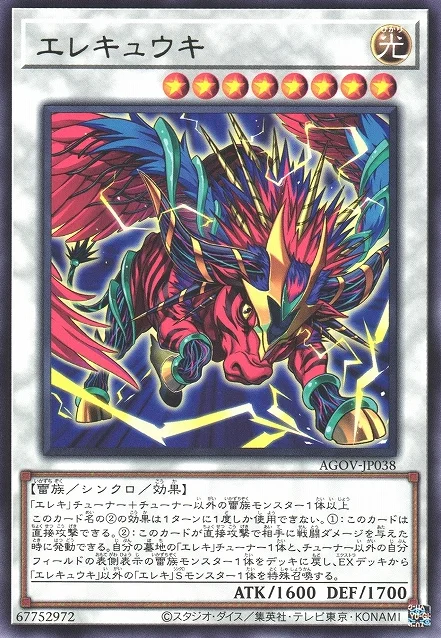 エレキュウキ
光
【雷族／シンクロ／効果】
「エレキ」チューナー＋チューナー以外の雷族モンスター1体以上
このカード名の②の効果は1ターンに1度しか使用できない。①：このカードは
直接攻撃できる。②：このカードが直接攻撃で相手に戦闘ダメージを与えた
時に発動できる。自分の墓地の「エレキ」チューナー1体と、チューナー以外の自分
フィールドの表側表示の雷族モンスター1体をデッキに戻し、EXデッキから
「エレキュウキ」以外の「エレキ」Sモンスター1体を特殊召喚する。
AGOV-JP038
ATK/1600 DEF/1700
67752972
©スタジオ・ダイス／集英社・テレビ東京・KONAMI